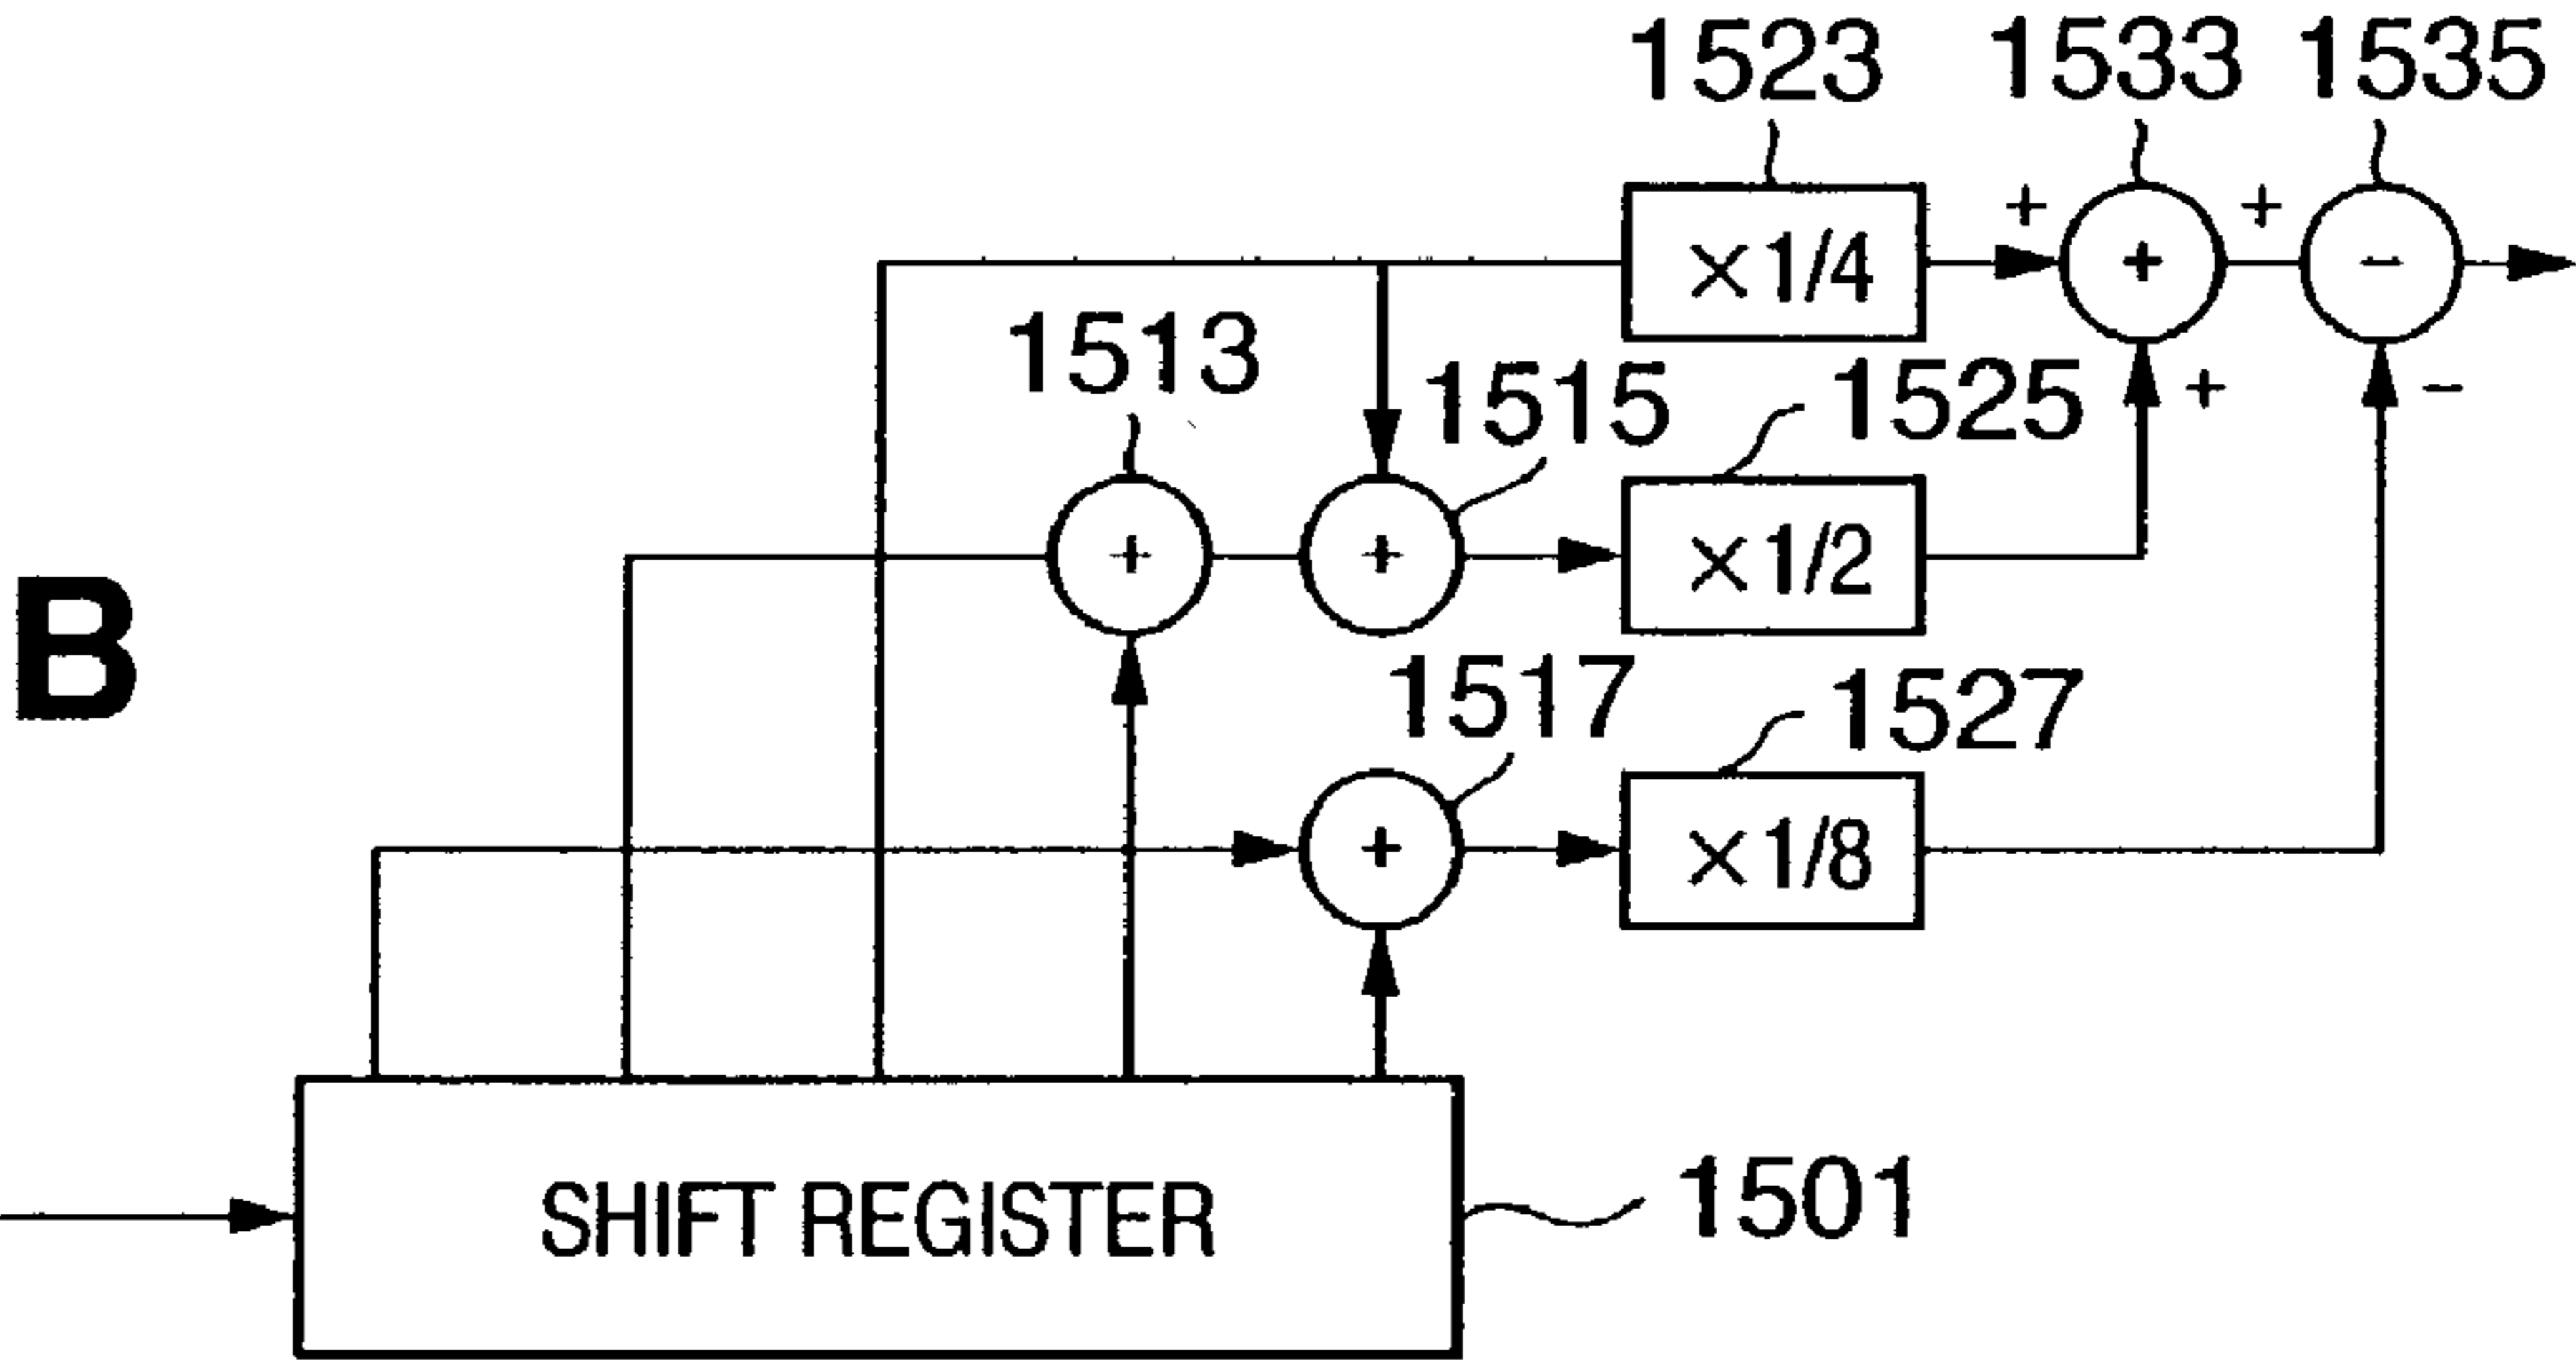 1523 1533 1535
+ +
×1/4 + −
1513
1515 1525 + −
+ + ×1/2
B
1517 1527
+ ×1/8
SHIFT REGISTER 1501